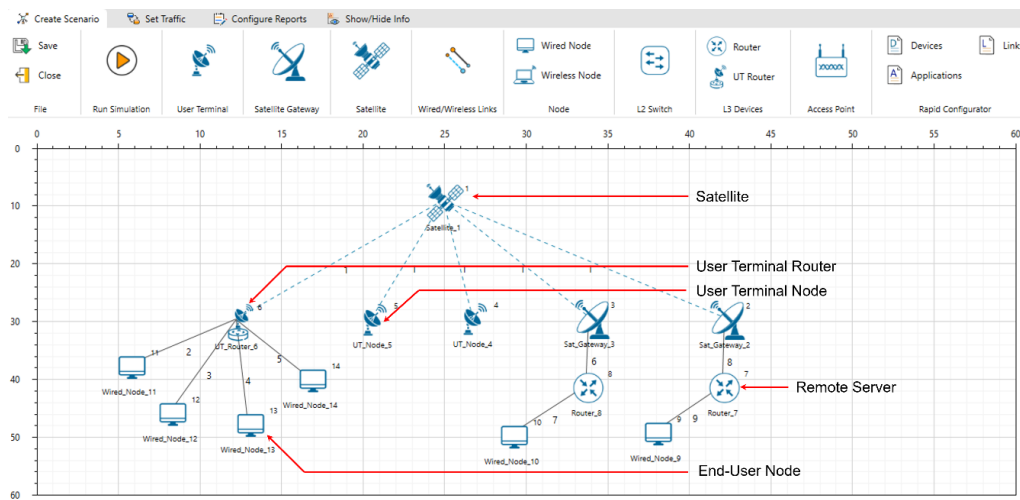 Create Scenario Set Traffic Configure Reports Show/Hide Info
Save
Close
Wired Node
Wireless Node
Router
UT Router
Devices
Link
Applications
File Run Simulation User Terminal Satellite Gateway Satellite Wired/Wireless Links Node L2 Switch L3 Devices Access Point Rapid Configurator
0 5 10 15 20 25 30 35 40 45 50 55 60
0
10
20
30
40
50
60
1
Satellite
Satellite_1
User Terminal Router
User Terminal Node
6
5
4
3
2
UT_Router_6
UT_Node_5
UT_Node_4
Sat_Gateway_3
Sat_Gateway_2
11
2
5
14
6
8
8
7
Remote Server
3
4
Wired_Node_11
12
Wired_Node_14
13
Router_8
Router_7
10
7
9
9
Wired_Node_12
Wired_Node_13
Wired_Node_10
Wired_Node_9
End-User Node